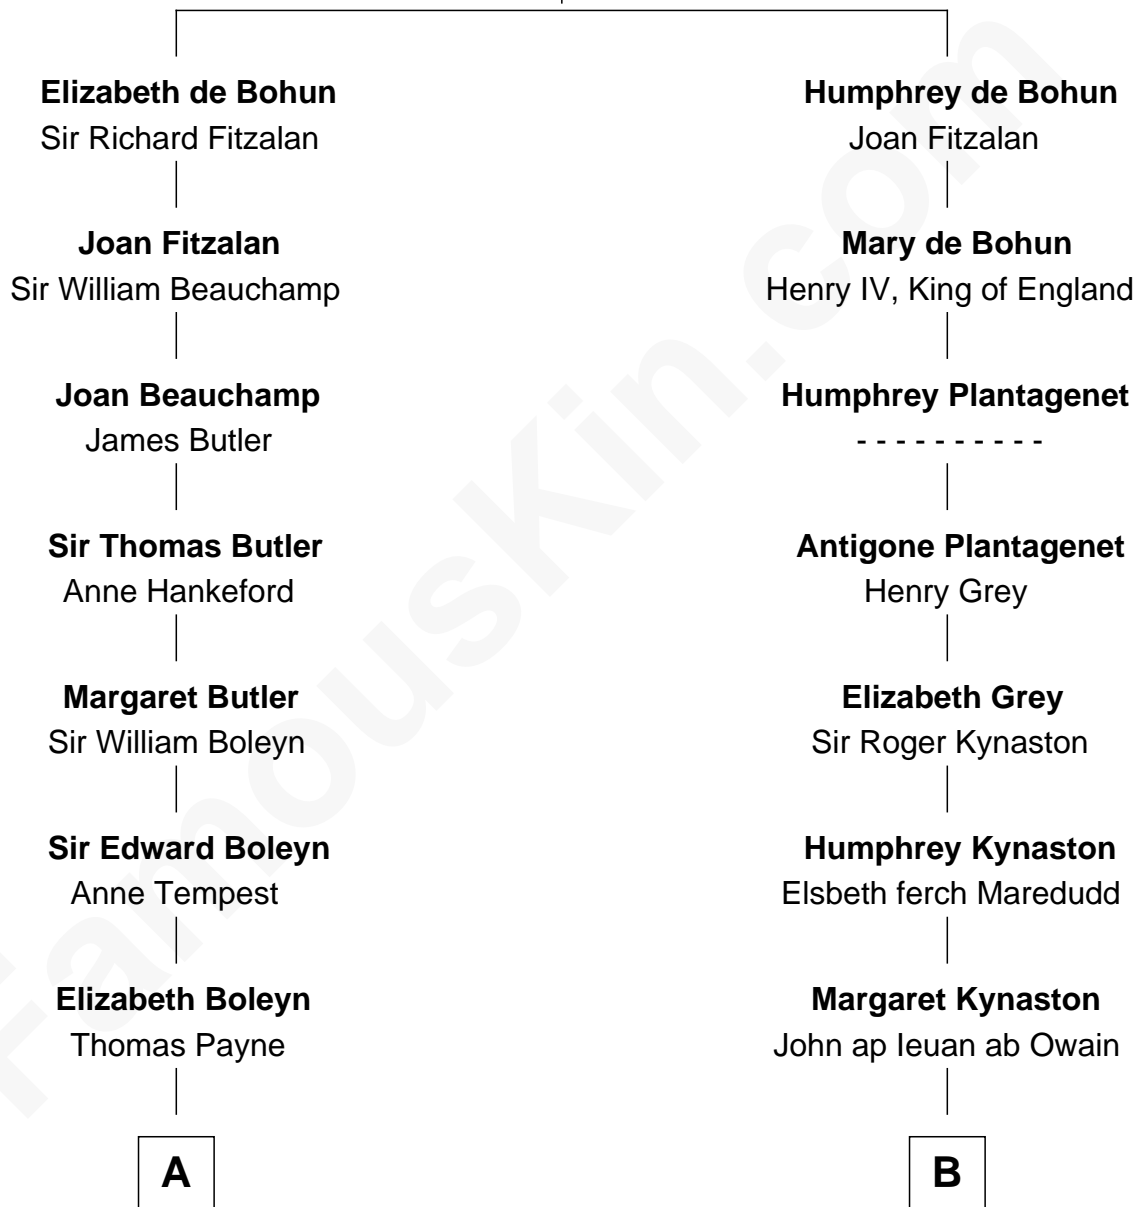 Elizabeth de Bohun
Sir Richard Fitzalan
Joan Fitzalan
Sir William Beauchamp
Joan Beauchamp
James Butler
Sir Thomas Butler
Anne Hankeford
Margaret Butler
Sir William Boleyn
Sir Edward Boleyn
Anne Tempest
Elizabeth Boleyn
Thomas Payne
A
Humphrey de Bohun
Joan Fitzalan
Mary de Bohun
Henry IV, King of England
Humphrey Plantagenet
- - - - - - - - - -
Antigone Plantagenet
Henry Grey
Elizabeth Grey
Sir Roger Kynaston
Humphrey Kynaston
Elsbeth ferch Maredudd
Margaret Kynaston
John ap Ieuan ab Owain
B
FamousKin.com